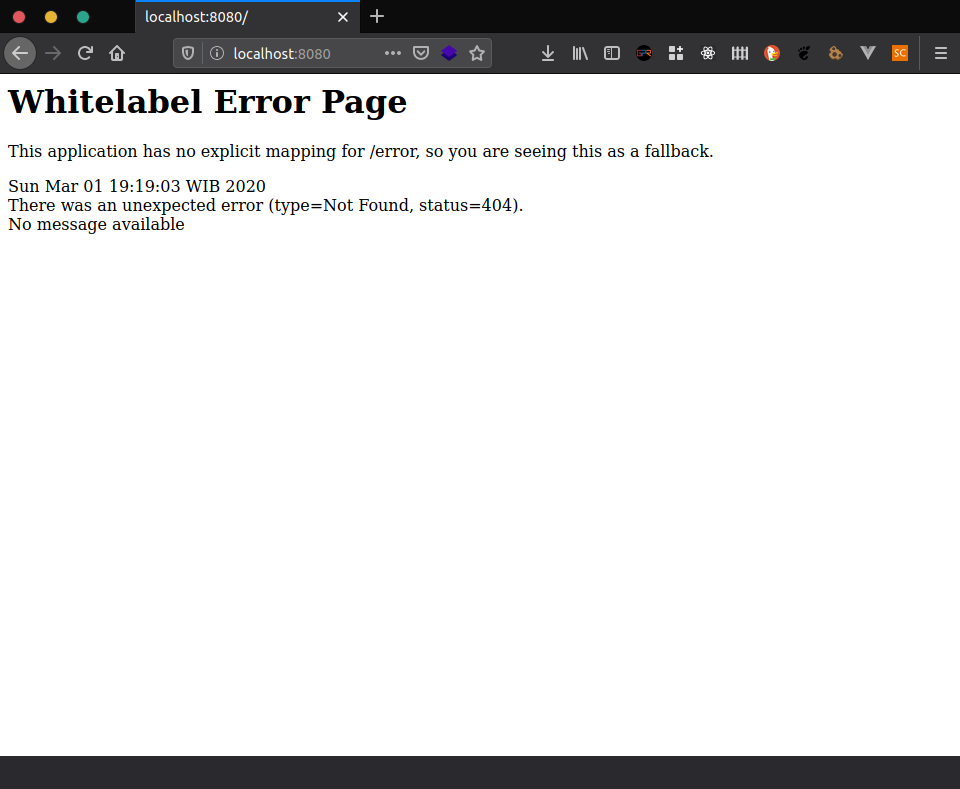 localhost:8080/
localhost:8080
SC
Whitelabel Error Page
This application has no explicit mapping for /error, so you are seeing this as a fallback.
Sun Mar 01 19:19:03 WIB 2020
There was an unexpected error (type=Not Found, status=404).
No message available